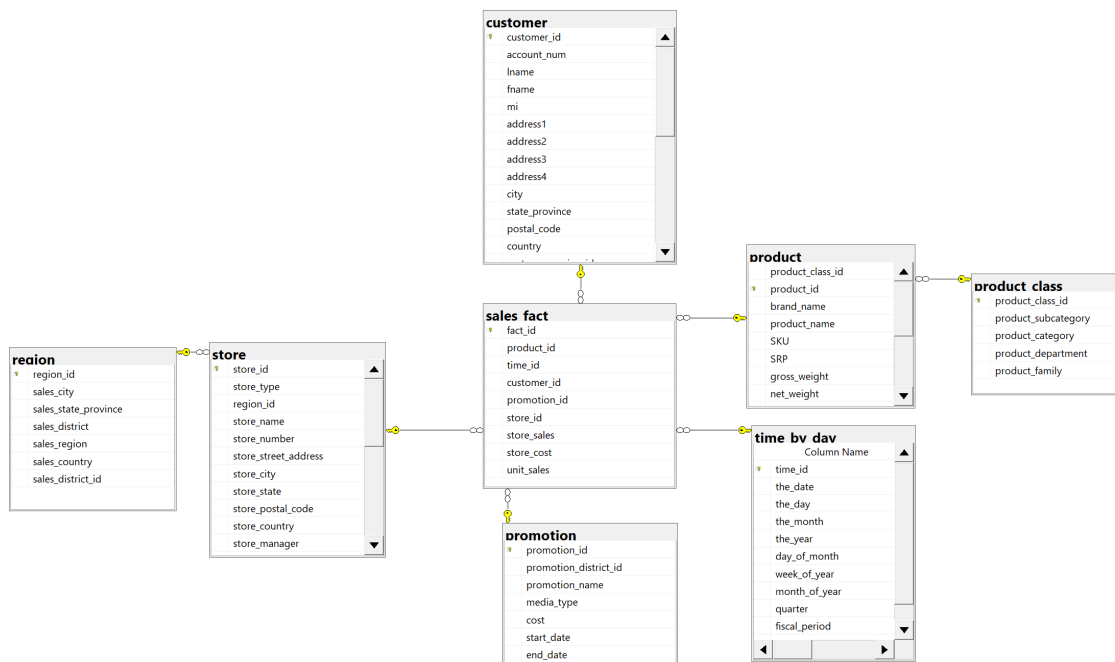 customer
customer_id
account_num
lname
fname
mi
address1
address2
address3
address4
city
state_province
postal_code
country
product
product_class_id
product_id
brand_name
product_name
SKU
SRP
gross_weight
net_weight
product_class
product_class_id
product_subcategory
product_category
product_department
product_family
sales_fact
fact_id
product_id
time_id
customer_id
promotion_id
store_id
store_sales
store_cost
unit_sales
region
region_id
sales_city
sales_state_province
sales_district
sales_region
sales_country
sales_district_id
store
store_id
store_type
region_id
store_name
store_number
store_street_address
store_city
store_state
store_postal_code
store_country
store_manager
time_by_day
Column Name
time_id
the_date
the_day
the_month
the_year
day_of_month
week_of_year
month_of_year
quarter
fiscal_period
promotion
promotion_id
promotion_district_id
promotion_name
media_type
cost
start_date
end_date